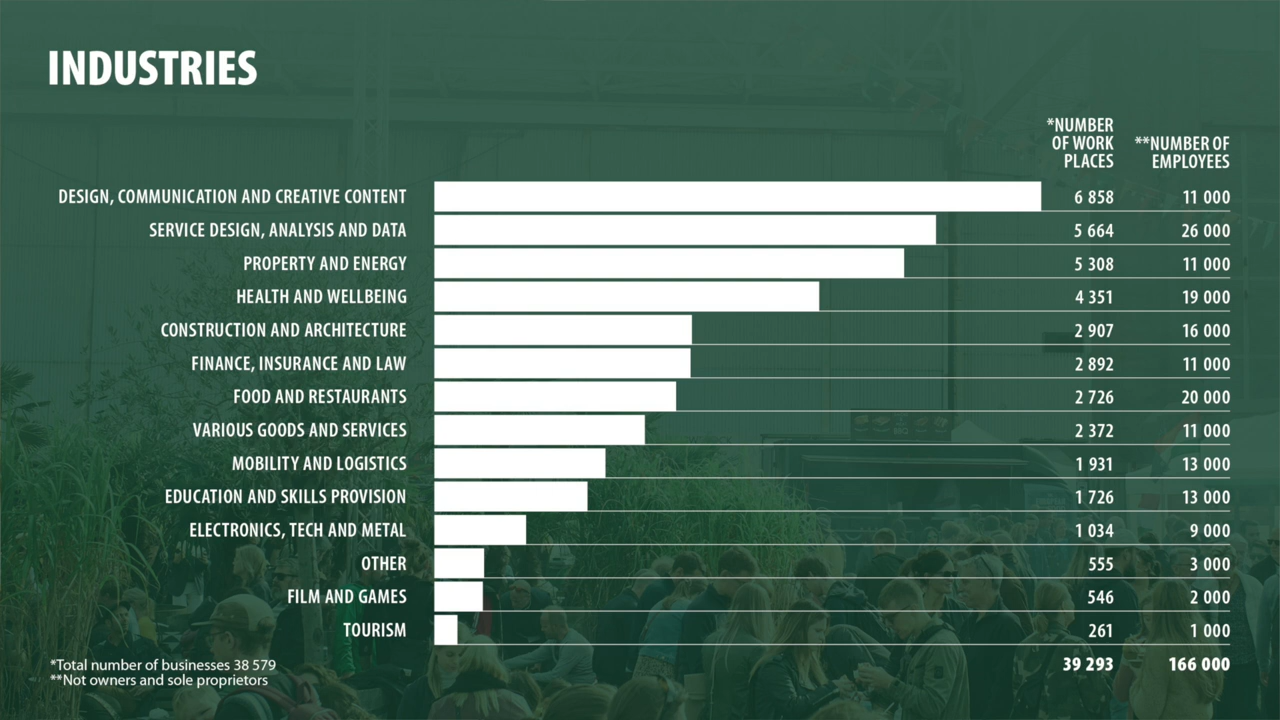 INDUSTRIES
*NUMBER
OF WORK
PLACES
**NUMBER OF
EMPLOYEES
DESIGN, COMMUNICATION AND CREATIVE CONTENT 6 858 11 000
SERVICE DESIGN, ANALYSIS AND DATA 5 664 26 000
PROPERTY AND ENERGY 5 308 11 000
HEALTH AND WELLBEING 4 351 19 000
CONSTRUCTION AND ARCHITECTURE 2 907 16 000
FINANCE, INSURANCE AND LAW 2 892 11 000
FOOD AND RESTAURANTS 2 726 20 000
VARIOUS GOODS AND SERVICES 2 372 11 000
MOBILITY AND LOGISTICS 1 931 13 000
EDUCATION AND SKILLS PROVISION 1 726 13 000
ELECTRONICS, TECH AND METAL 1 034 9 000
OTHER 555 3 000
FILM AND GAMES 546 2 000
TOURISM 261 1 000
39 293 166 000
*Total number of businesses 38 579
**Not owners and sole proprietors